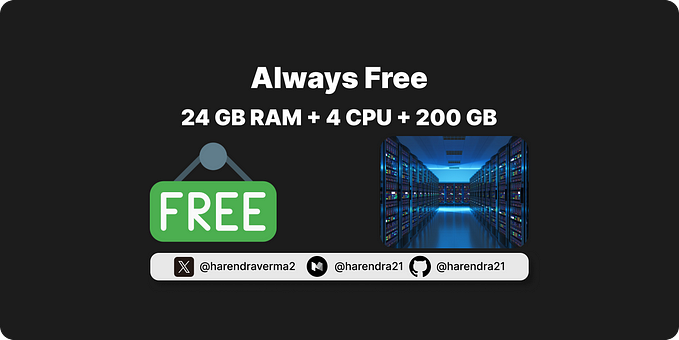 Always Free
24 GB RAM + 4 CPU + 200 GB
FREE
@harendraverma2 @harendra21 @harendra21